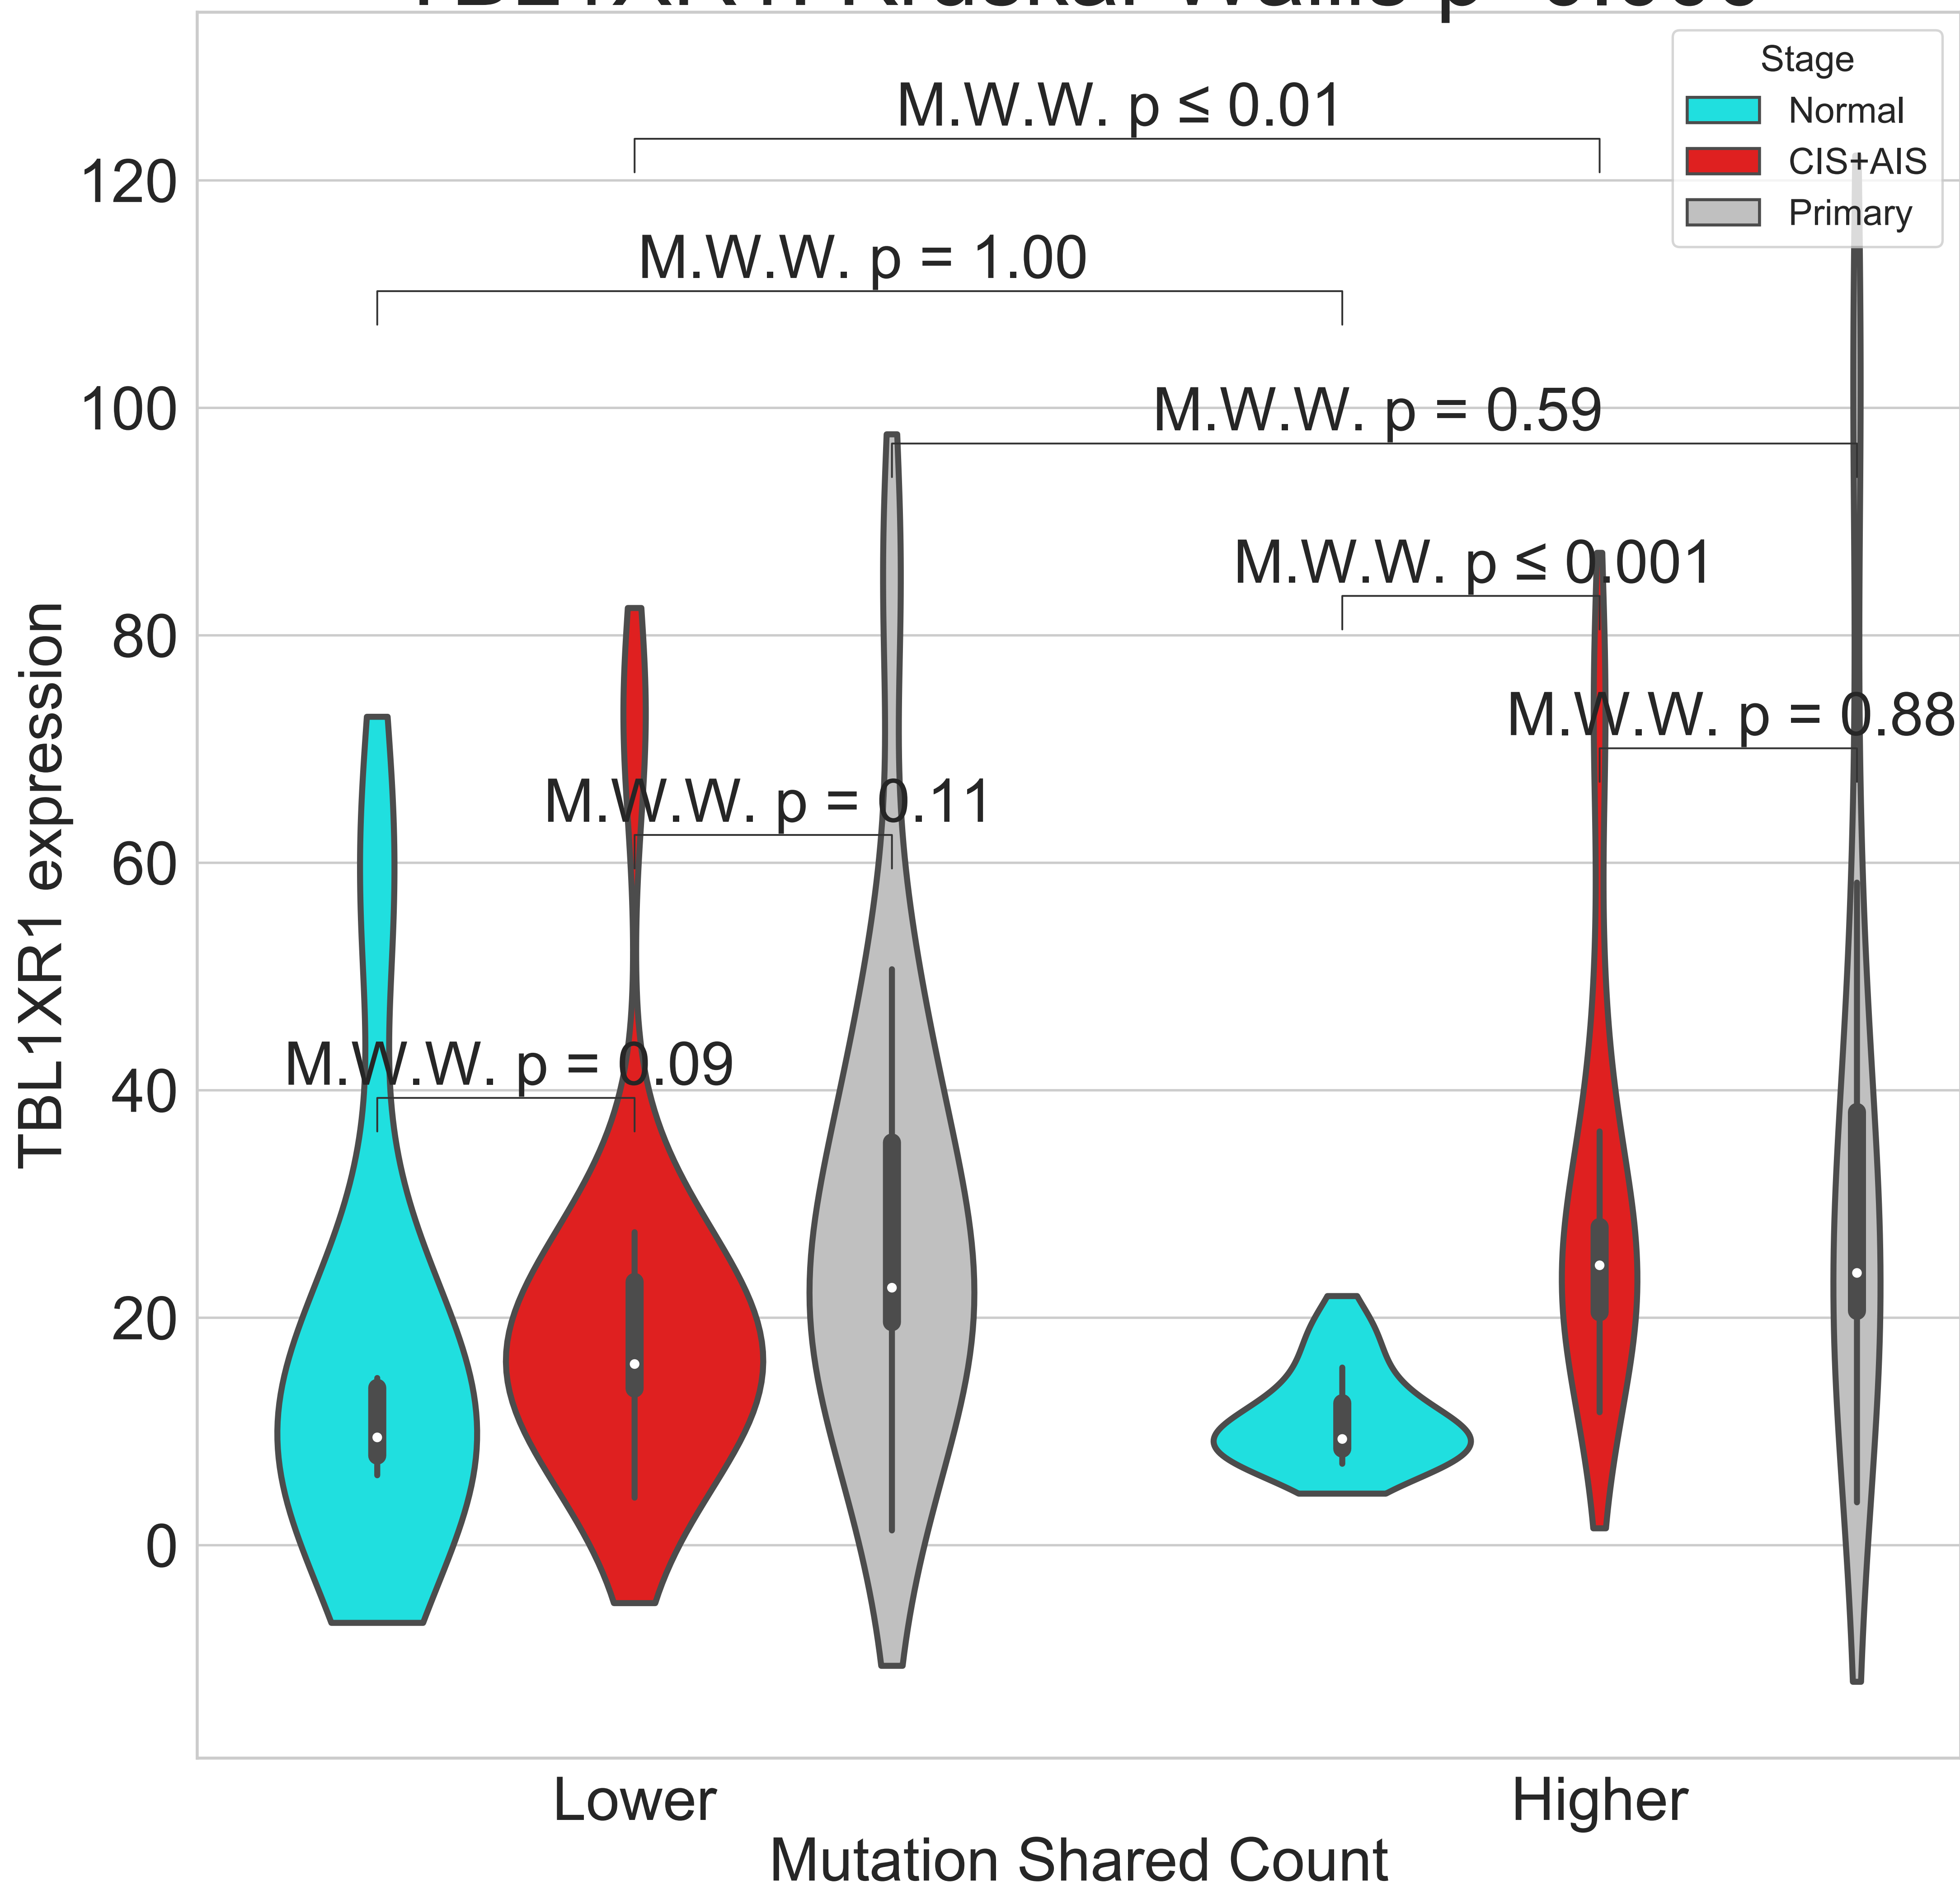 Stage
Normal
CIS+AIS
Primary
M.W.W. p ≤ 0.01
M.W.W. p = 1.00
M.W.W. p = 0.59
M.W.W. p ≤ 0.001
M.W.W. p = 0.88
M.W.W. p = 0.11
M.W.W. p = 0.09
120
100
80
60
40
20
0
TBL1XR1 expression
Lower
Higher
Mutation Shared Count